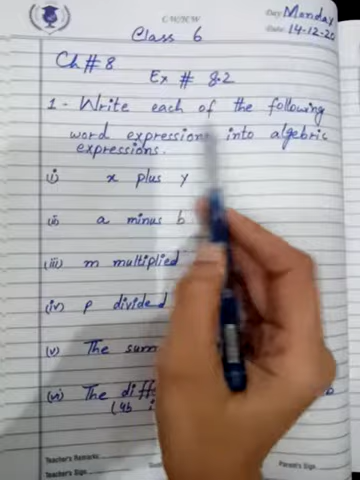 C.W/H.W
Day: Monday
Date: 14-12-20
Class 6
Ch # 8
Ex # 8.2
1 - Write each of the following
word expressions into algebric
expressions.
(i) x plus y
(ii) a minus b
(iii) m multiplied
(iv) p divided
(v) The sum
(vi) The diff
(4b i
Teacher's Remarks:
Teacher's Sign.
Parent's Sign.